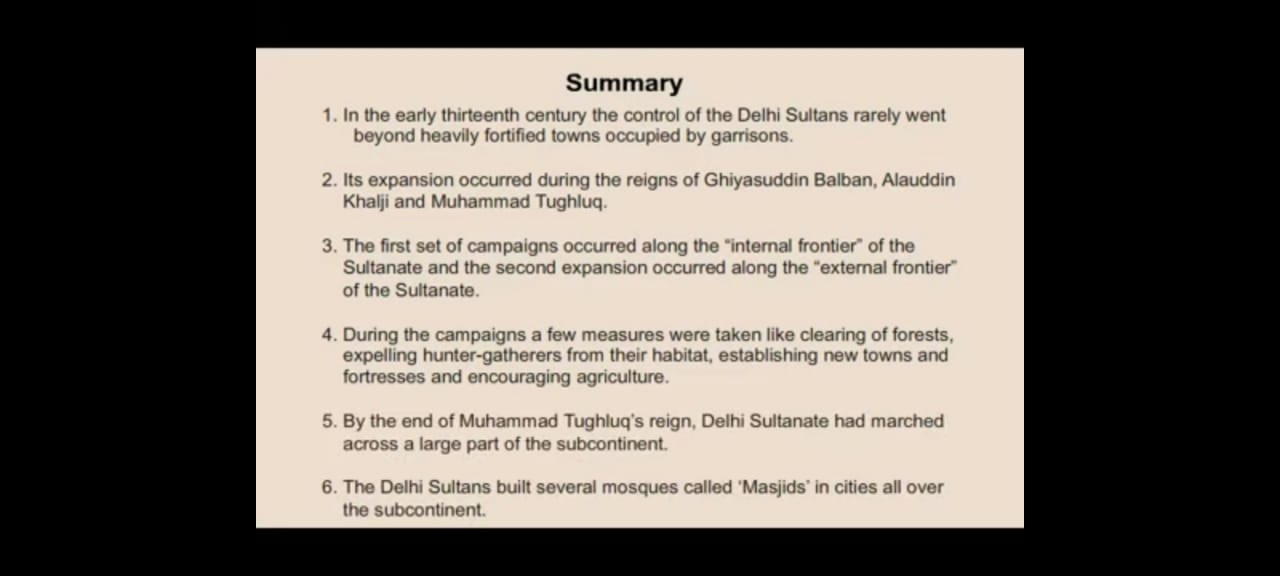 Summary
1. In the early thirteenth century the control of the Delhi Sultans rarely went
beyond heavily fortified towns occupied by garrisons.
2. Its expansion occurred during the reigns of Ghiyasuddin Balban, Alauddin
Khalji and Muhammad Tughluq.
3. The first set of campaigns occurred along the “internal frontier” of the
Sultanate and the second expansion occurred along the “external frontier”
of the Sultanate.
4. During the campaigns a few measures were taken like clearing of forests,
expelling hunter-gatherers from their habitat, establishing new towns and
fortresses and encouraging agriculture.
5. By the end of Muhammad Tughluq’s reign, Delhi Sultanate had marched
across a large part of the subcontinent.
6. The Delhi Sultans built several mosques called ‘Masjids’ in cities all over
the subcontinent.